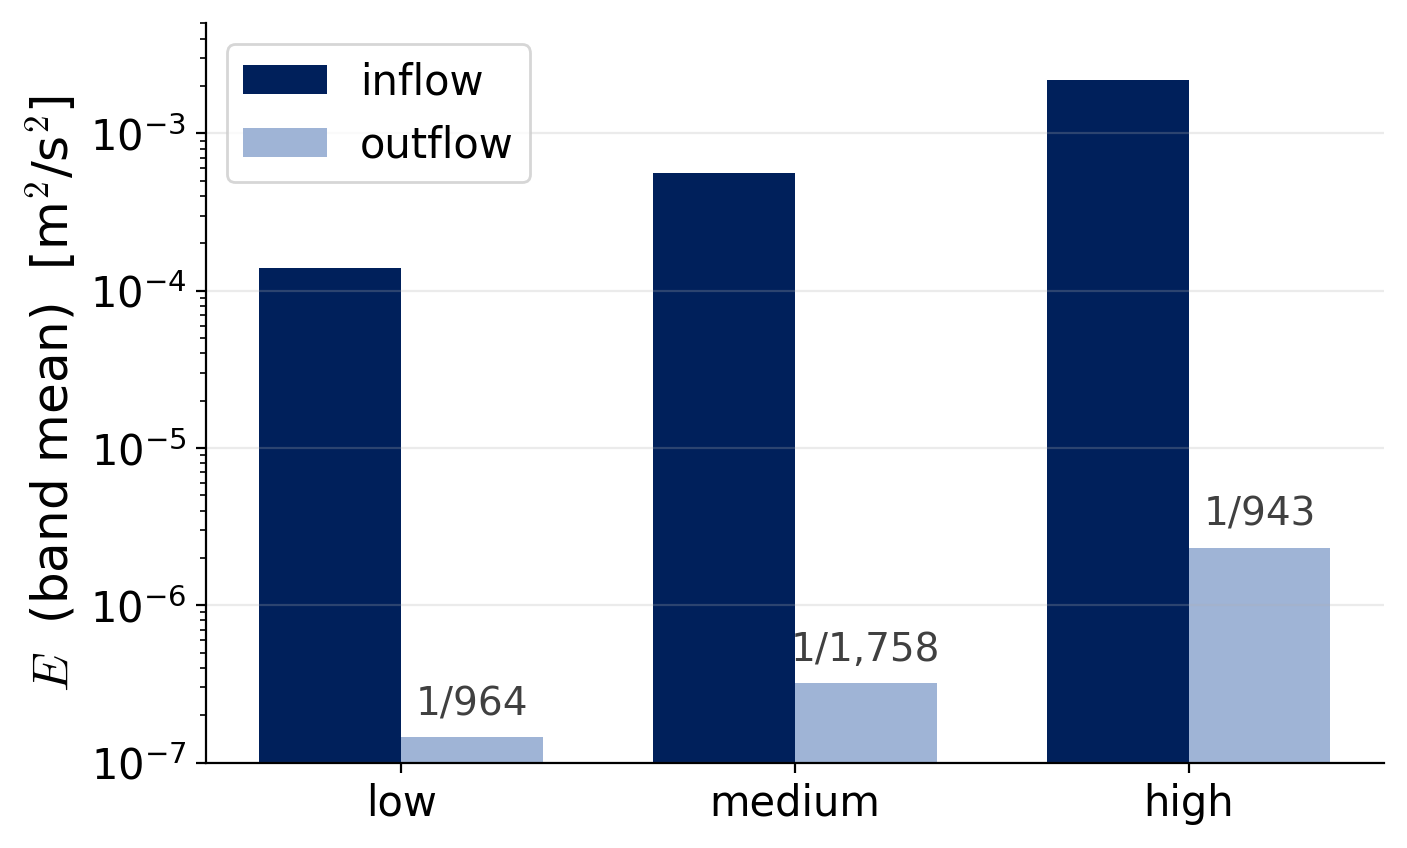 inflow
outflow
E (band mean) [m²/s²]
10⁻³
10⁻⁴
10⁻⁵
10⁻⁶
10⁻⁷
1/964
1/1,758
1/943
low
medium
high